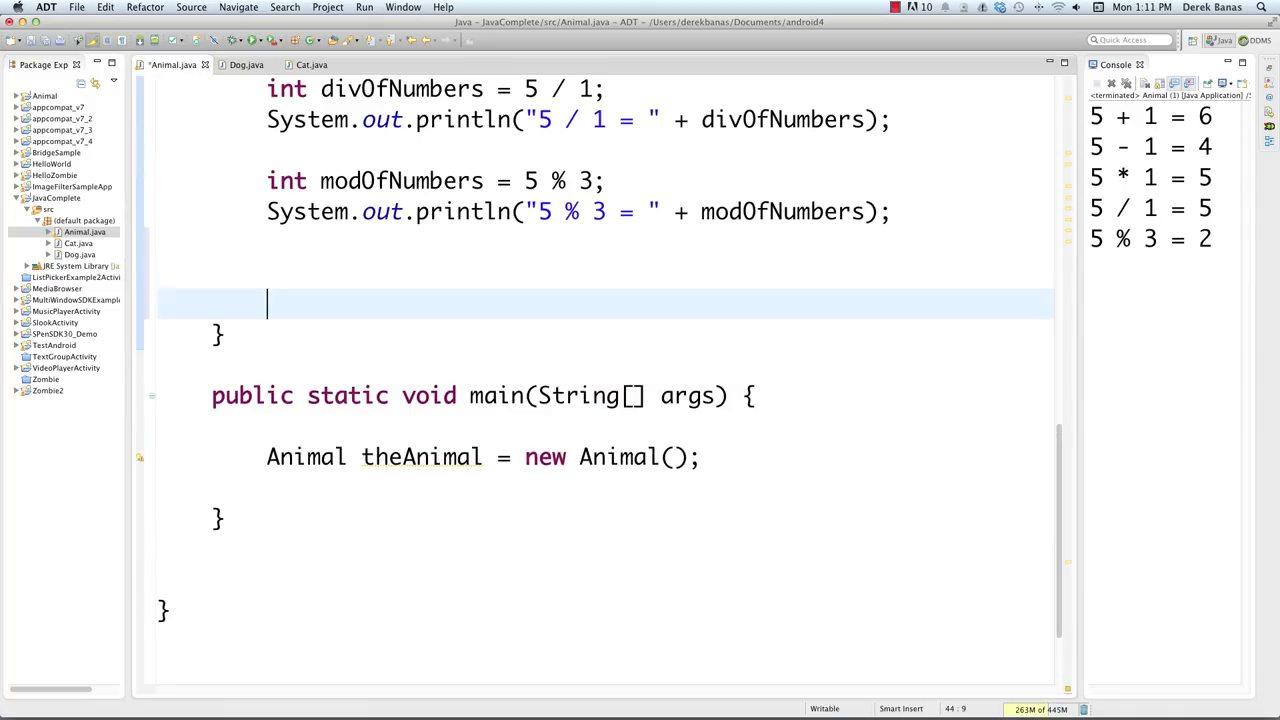 ADT File Edit Refactor Source Navigate Search Project Run Window Help 10 Mon 1:11 PM Derek Banas
Java – JavaComplete/src/Animal.java – ADT – /Users/derekbanas/Documents/android4
Quick Access Java DDMS
Package Exp
*Animal.java Dog.java Cat.java
Console
<terminated> Animal (1) [Java Application] /S
Animal
appcompat_v7
appcompat_v7_2
appcompat_v7_3
appcompat_v7_4
BridgeSample
HelloWorld
HelloZombie
ImageFilterSampleApp
JavaComplete
src
(default package)
Animal.java
Cat.java
Dog.java
JRE System Library [Ja
ListPickerExample2Activi
MediaBrowser
MultiWindowSDKExample
MusicPlayerActivity
SlookActivity
SPenSDK30_Demo
TestAndroid
TextGroupActivity
VideoPlayerActivity
Zombie
Zombie2
int divOfNumbers = 5 / 1;
System.out.println("5 / 1 = " + divOfNumbers);
int modOfNumbers = 5 % 3;
System.out.println("5 % 3 = " + modOfNumbers);
}
public static void main(String[] args) {
Animal theAnimal = new Animal();
}
}
5 + 1 = 6
5 - 1 = 4
5 * 1 = 5
5 / 1 = 5
5 % 3 = 2
Writable Smart Insert 44 : 9 263M of 445M